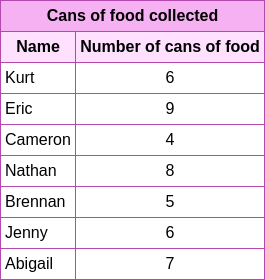 Cans of food collected
Name Number of cans of food
Kurt 6
Eric 9
Cameron 4
Nathan 8
Brennan 5
Jenny 6
Abigail 7